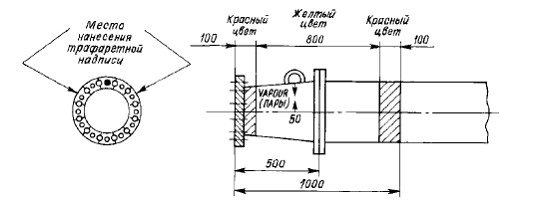 Место
нанесения
трафаретной
надписи
Красный
цвет
Желтый
цвет
Красный
цвет
100
800
100
VAPOUR
(ПАРЫ)
50
500
1000